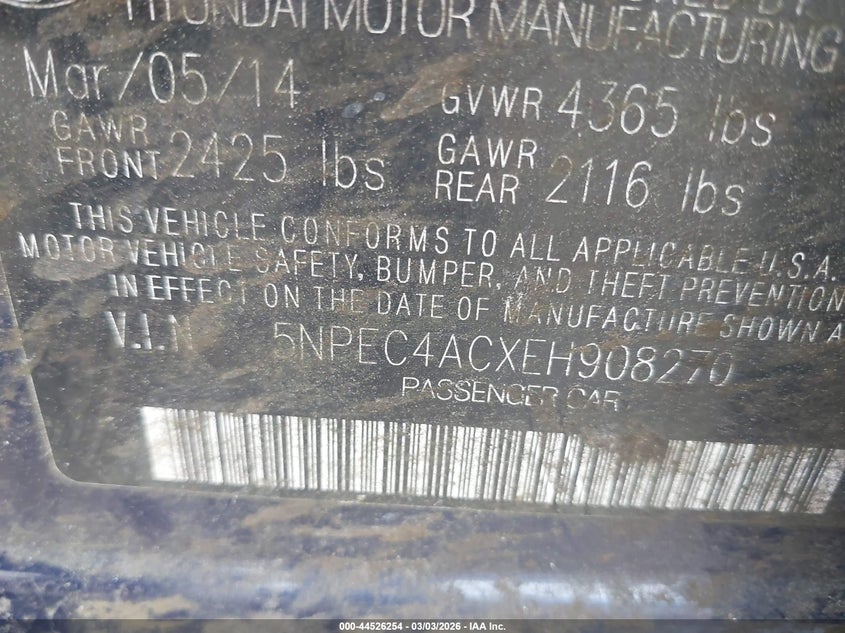 HYUNDAI MOTOR MANUFACTURING
Mar/05/14
GVWR 4365 lbs
GAWR FRONT 2425 lbs
GAWR REAR 2116 lbs
THIS VEHICLE CONFORMS TO ALL APPLICABLE U.S.A.
MOTOR VEHICLE SAFETY, BUMPER, AND THEFT PREVENTION
IN EFFECT ON THE DATE OF MANUFACTURE SHOWN
V.I.N 5NPEC4ACXEH908270
PASSENGER CAR
000-44526254 - 03/03/2026 - IAA Inc.